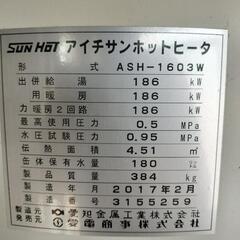 SUN HOT アイチサンホットヒータ
形式 ASH-1603W
出併給湯 186 kW
用暖房 186 kW
力暖房2回路 186 kW
最高使用圧力 0.5 MPa
水圧試験圧力 0.95 MPa
伝熱面積 4.51 m²
缶体保有水量 180
製品質量 384 kg
製造年月 2017年2月
製造番号 3155259
製造元 愛知金属工業株式会社
発売元 愛電商事株式会社